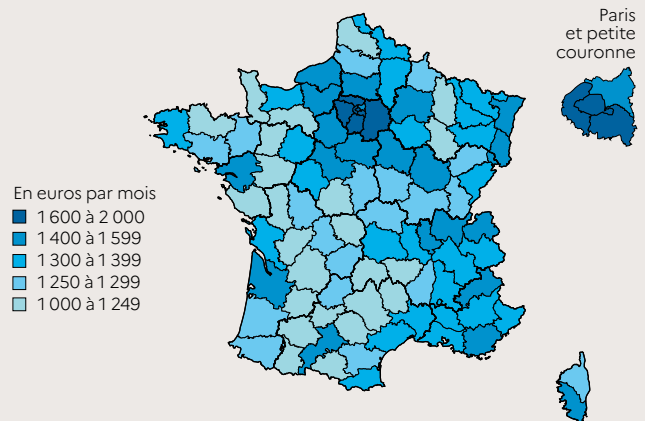 Paris
et petite
couronne
En euros par mois
1 600 à 2 000
1 400 à 1 599
1 300 à 1 399
1 250 à 1 299
1 000 à 1 249